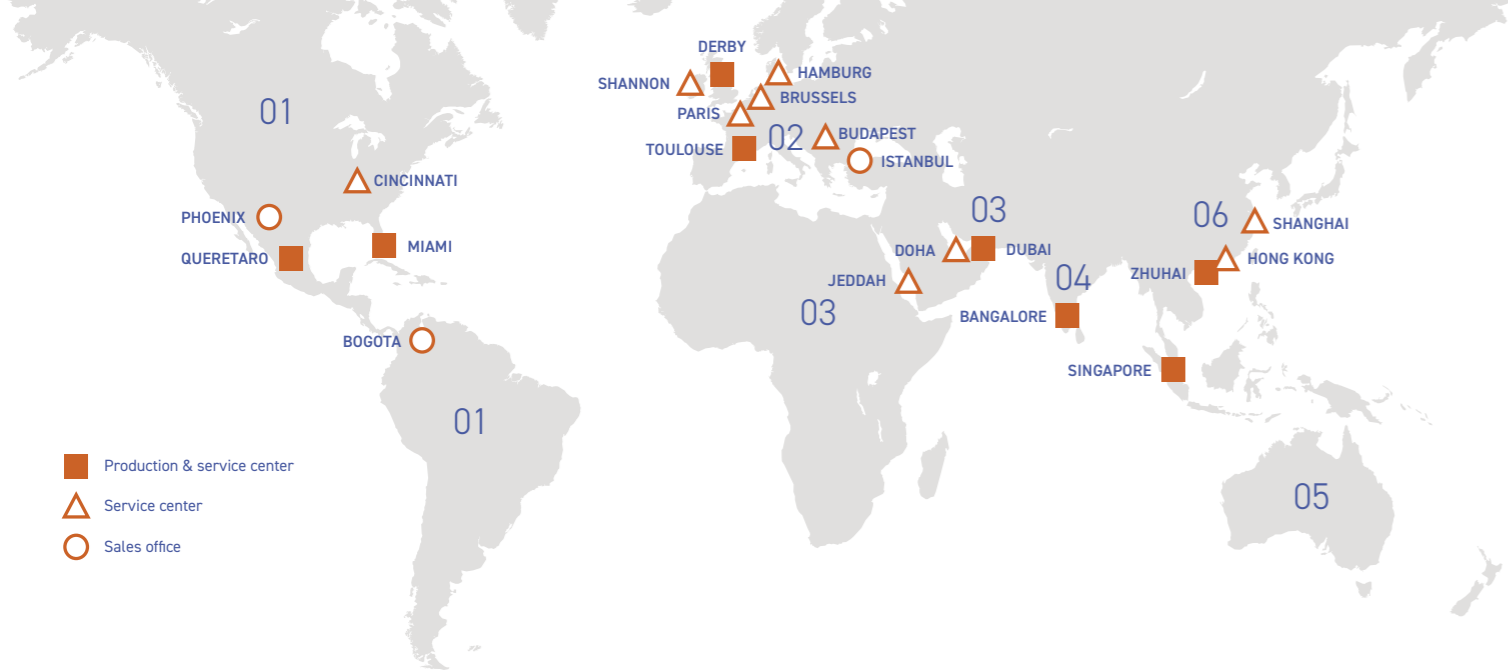 DERBY
SHANNON
HAMBURG
BRUSSELS
01
PARIS
02
BUDAPEST
TOULOUSE
ISTANBUL
CINCINNATI
PHOENIX
03
06
SHANGHAI
QUERETARO
MIAMI
DOHA
DUBAI
HONG KONG
ZHUHAI
JEDDAH
04
03
BANGALORE
BOGOTA
SINGAPORE
01
Production & service center
05
Service center
Sales office